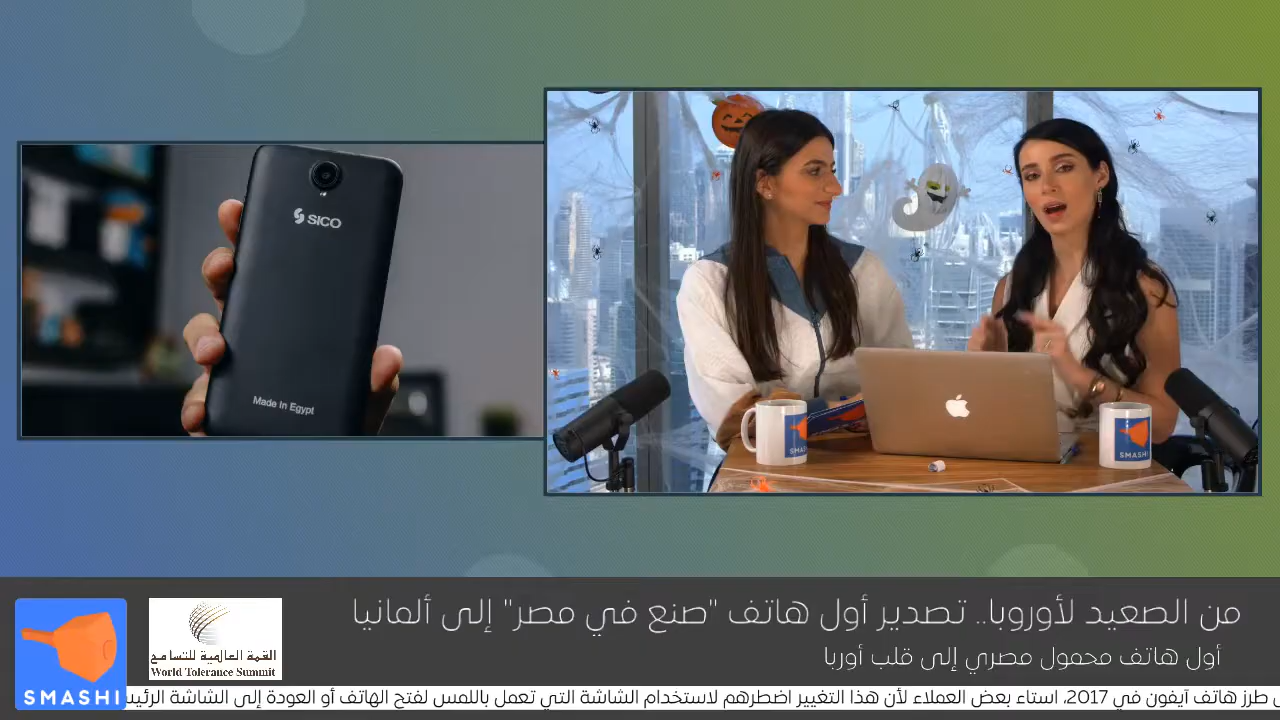 SICO
Made In Egypt
SMASHI
SMASHI
من الصعيد لأوروبا.. تصدير أول هاتف "صنع في مصر" إلى ألمانيا
أول هاتف محمول مصري إلى قلب أوربا
القمة العالمية للتسامح
World Tolerance Summit
SMASHI
طرز هاتف آيفون في 2017، استاء بعض العملاء لأن هذا التغيير اضطرهم لاستخدام الشاشة التي تعمل باللمس لفتح الهاتف أو العودة إلى الشاشة